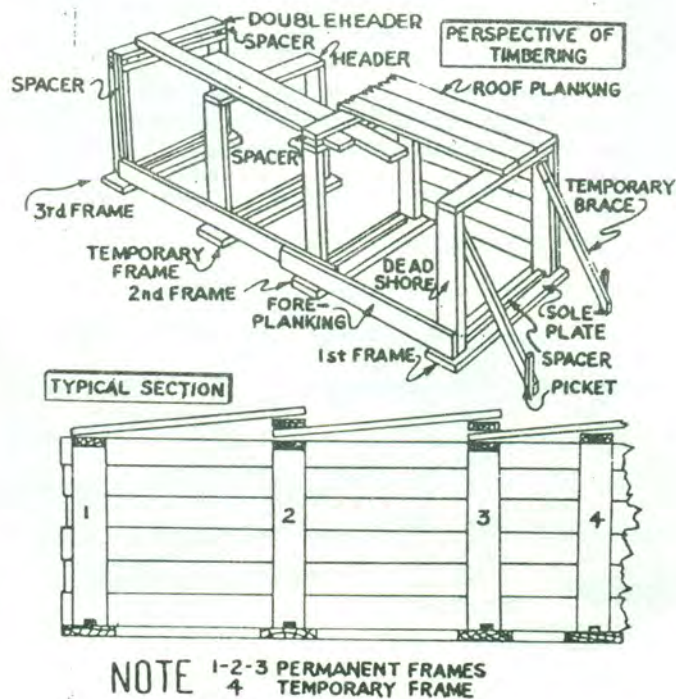 DOUBLEHEADER
SPACER
HEADER
PERSPECTIVE OF
TIMBERING
SPACER
ROOF PLANKING
SPACER
TEMPORARY
BRACE
3rd FRAME
TEMPORARY
FRAME
2nd FRAME
DEAD
SHORE
FORE-
PLANKING
SOLE-
PLATE
1st FRAME
SPACER
PICKET
TYPICAL SECTION
1 2 3 4
NOTE 1-2-3 PERMANENT FRAMES
4 TEMPORARY FRAME